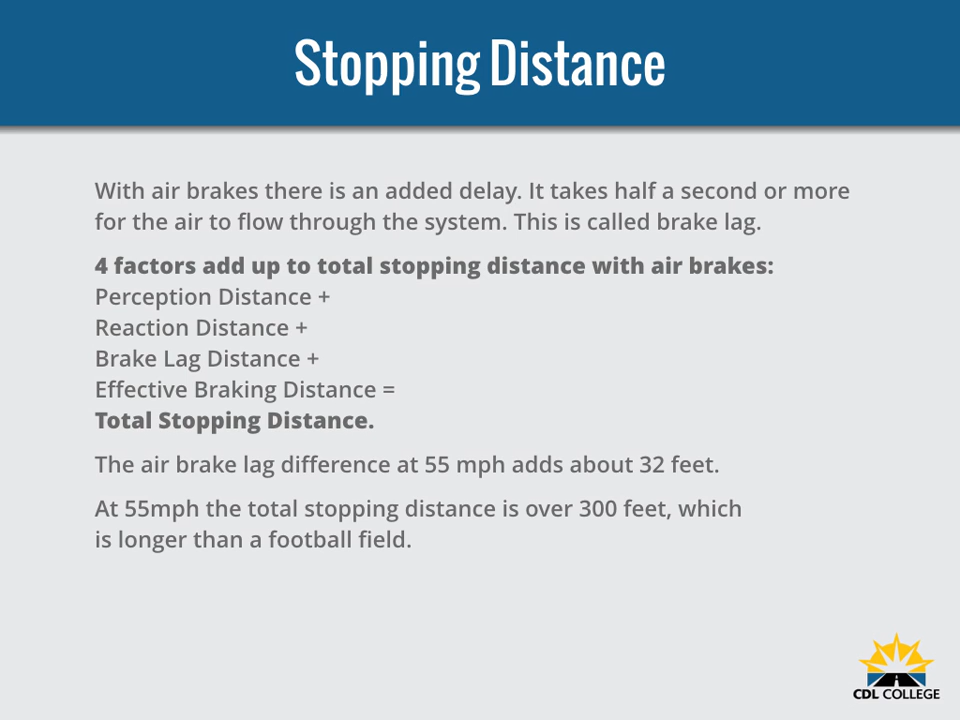 Stopping Distance
With air brakes there is an added delay. It takes half a second or more
for the air to flow through the system. This is called brake lag.
4 factors add up to total stopping distance with air brakes:
Perception Distance +
Reaction Distance +
Brake Lag Distance +
Effective Braking Distance =
Total Stopping Distance.
The air brake lag difference at 55 mph adds about 32 feet.
At 55mph the total stopping distance is over 300 feet, which
is longer than a football field.
CDL COLLEGE